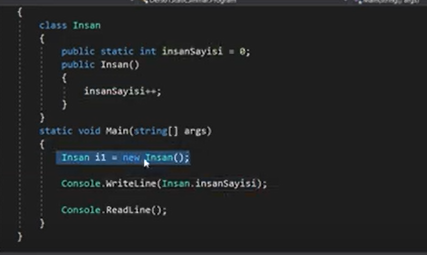 {
class Insan
{
public static int insanSayisi = 0;
public Insan()
{
insanSayisi++;
}
}
static void Main(string[] args)
{
Insan i1 = new Insan();
Console.WriteLine(Insan.insanSayisi);
Console.ReadLine();
}
}